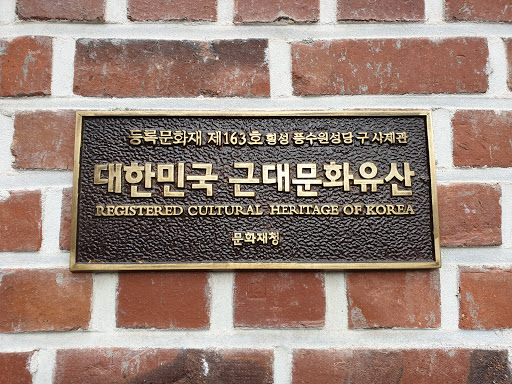 등록문화재 제163호 횡성 풍수원성당 구 사제관
대한민국 근대문화유산
REGISTERED CULTURAL HERITAGE OF KOREA
문화재청